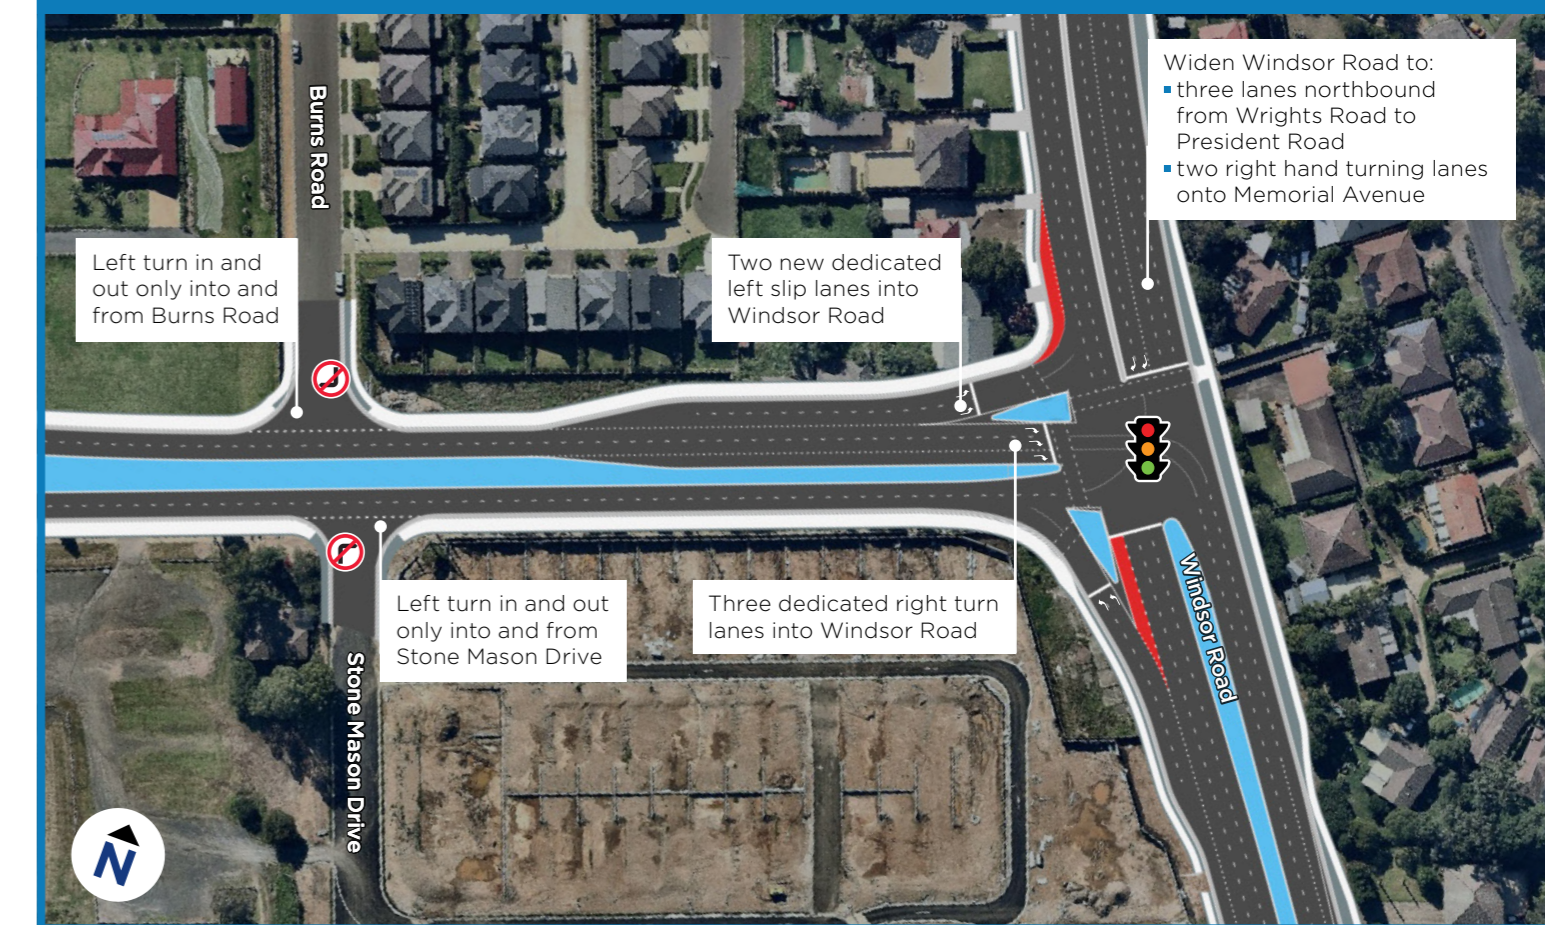 Burns Road
Widen Windsor Road to:
▪ three lanes northbound
from Wrights Road to
President Road
▪ two right hand turning lanes
onto Memorial Avenue
Left turn in and
out only into and
from Burns Road
Two new dedicated
left slip lanes into
Windsor Road
Left turn in and out
only into and from
Stone Mason Drive
Three dedicated right turn
lanes into Windsor Road
Windsor Road
Stone Mason Drive
N